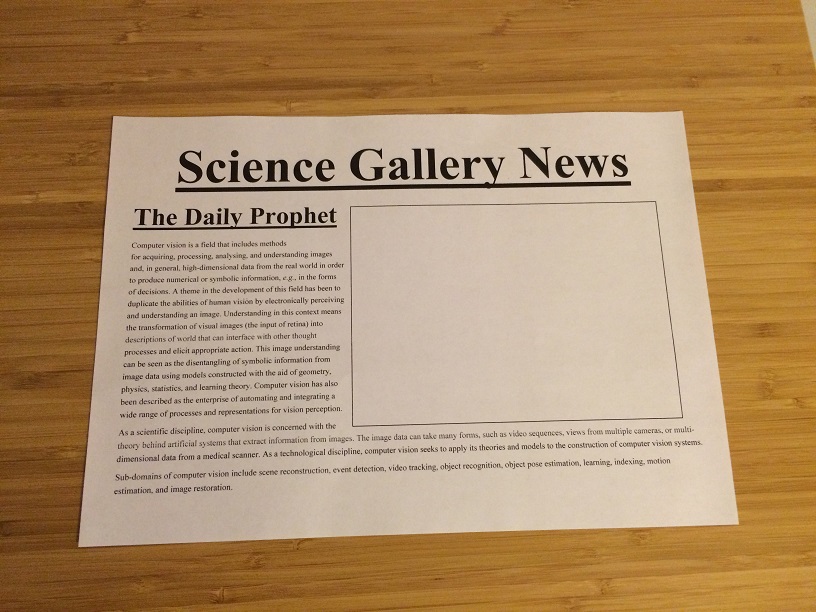 Science Gallery News
The Daily Prophet
Computer vision is a field that includes methods
for acquiring, processing, analysing, and understanding images
and, in general, high-dimensional data from the real world in order
to produce numerical or symbolic information, e.g., in the forms
of decisions. A theme in the development of this field has been to
duplicate the abilities of human vision by electronically perceiving
and understanding an image. Understanding in this context means
the transformation of visual images (the input of retina) into
descriptions of world that can interface with other thought
processes and elicit appropriate action. This image understanding
can be seen as the disentangling of symbolic information from
image data using models constructed with the aid of geometry,
physics, statistics, and learning theory. Computer vision has also
been described as the enterprise of automating and integrating a
wide range of processes and representations for vision perception.
As a scientific discipline, computer vision is concerned with the
theory behind artificial systems that extract information from images. The image data can take many forms, such as video sequences, views from multiple cameras, or multi-
dimensional data from a medical scanner. As a technological discipline, computer vision seeks to apply its theories and models to the construction of computer vision systems.
Sub-domains of computer vision include scene reconstruction, event detection, video tracking, object recognition, object pose estimation, learning, indexing, motion
estimation, and image restoration.